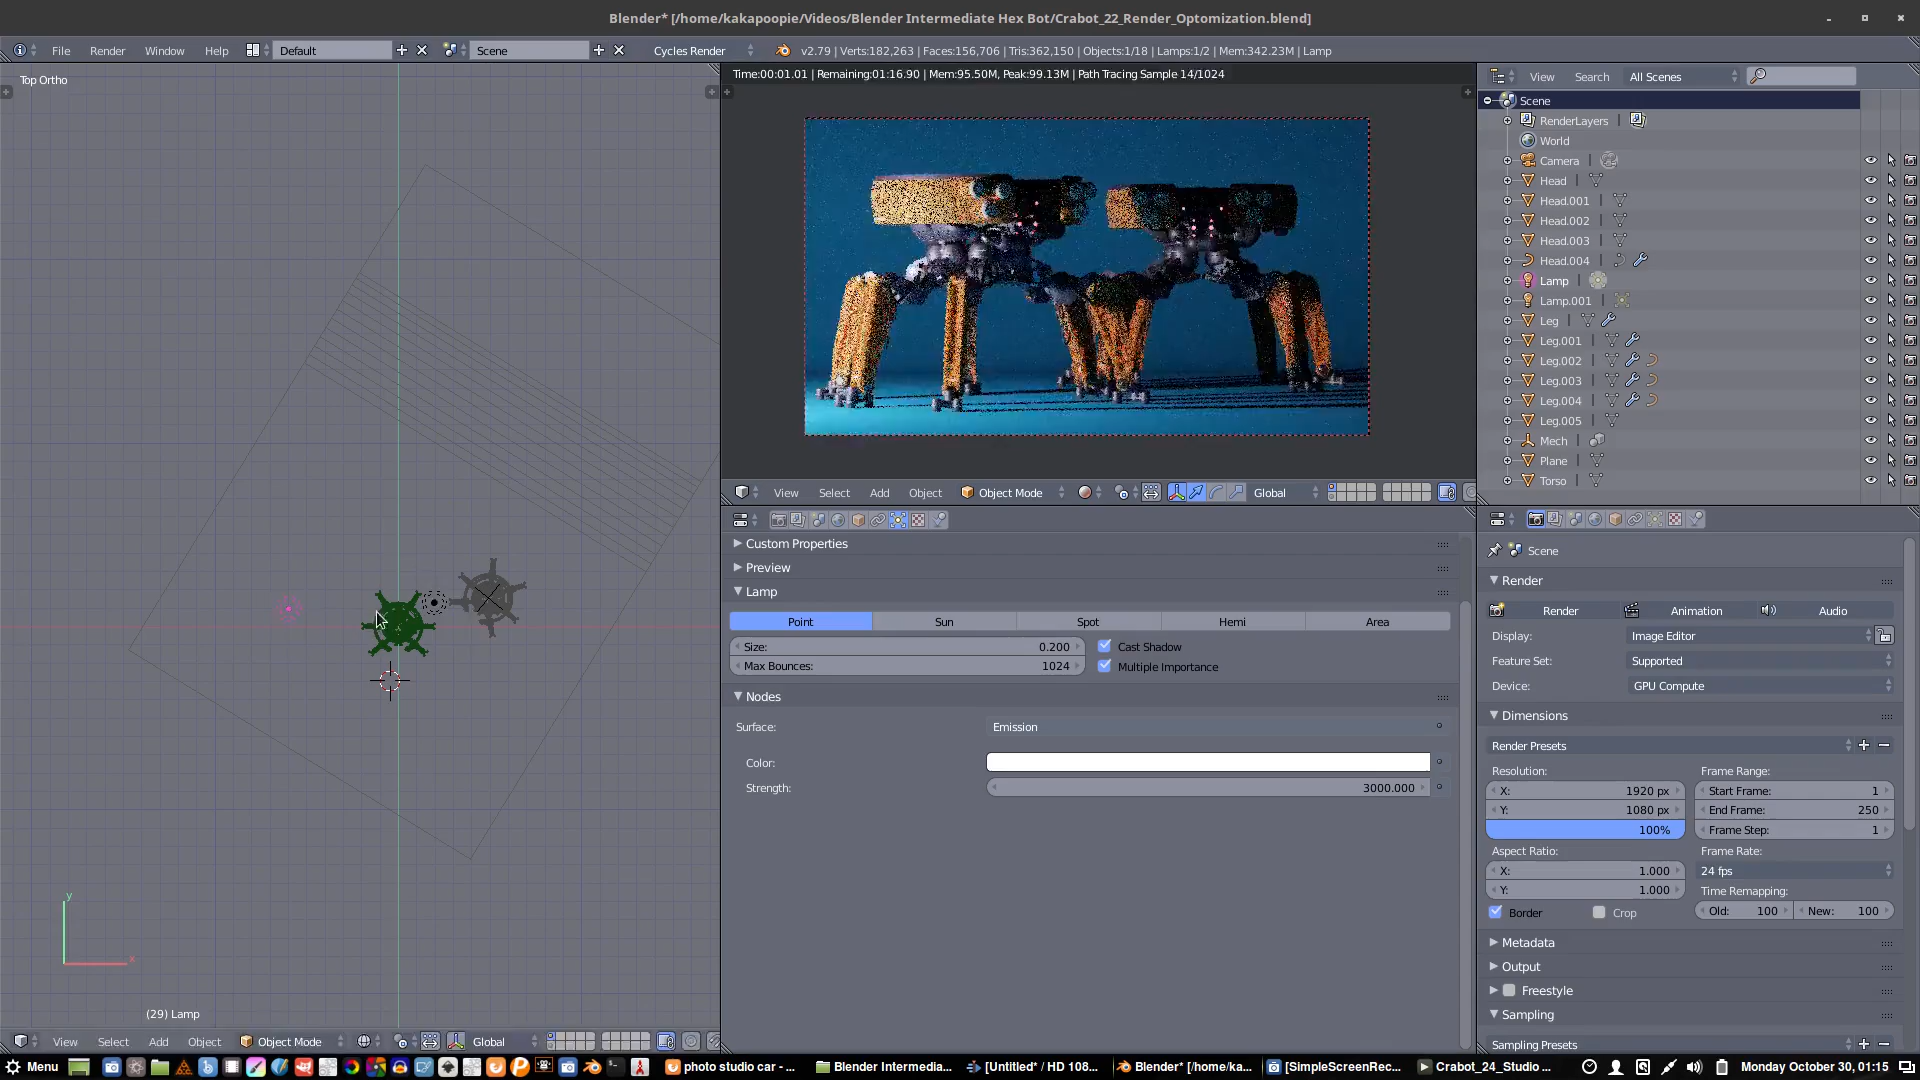 Blender* [/home/kakapoopie/Videos/Blender Intermediate Hex Bot/Crabot_22_Render_Optomization.blend]
File Render Window Help Default Scene Cycles Render v2.79 | Verts:182,263 | Faces:156,706 | Tris:362,150 | Objects:1/18 | Lamps:1/2 | Mem:342.23M | Lamp
Top Ortho
y
x
(29) Lamp
View Select Add Object Object Mode Global
Time:00:01.01 | Remaining:01:16.90 | Mem:95.50M, Peak:99.13M | Path Tracing Sample 14/1024
View Select Add Object Object Mode Global
Custom Properties
Preview
Lamp
Point Sun Spot Hemi Area
Size: 0.200 Cast Shadow
Max Bounces: 1024 Multiple Importance
Nodes
Surface: Emission
Color:
Strength: 3000.000
View Search All Scenes
Scene
RenderLayers
World
Camera
Head
Head.001
Head.002
Head.003
Head.004
Lamp
Lamp.001
Leg
Leg.001
Leg.002
Leg.003
Leg.004
Leg.005
Mech
Plane
Torso
Scene
Render
Render Animation Audio
Display: Image Editor
Feature Set: Supported
Device: GPU Compute
Dimensions
Render Presets
Resolution: Frame Range:
X: 1920 px Start Frame: 1
Y: 1080 px End Frame: 250
100% Frame Step: 1
Aspect Ratio: Frame Rate:
X: 1.000 24 fps
Y: 1.000 Time Remapping:
Border Crop Old: 100 New: 100
Metadata
Output
Freestyle
Sampling
Sampling Presets
Menu photo studio car - ... Blender Intermedia... [Untitled* / HD 108... Blender* [/home/ka... [SimpleScreenRec... Crabot_24_Studio ... Monday October 30, 01:15